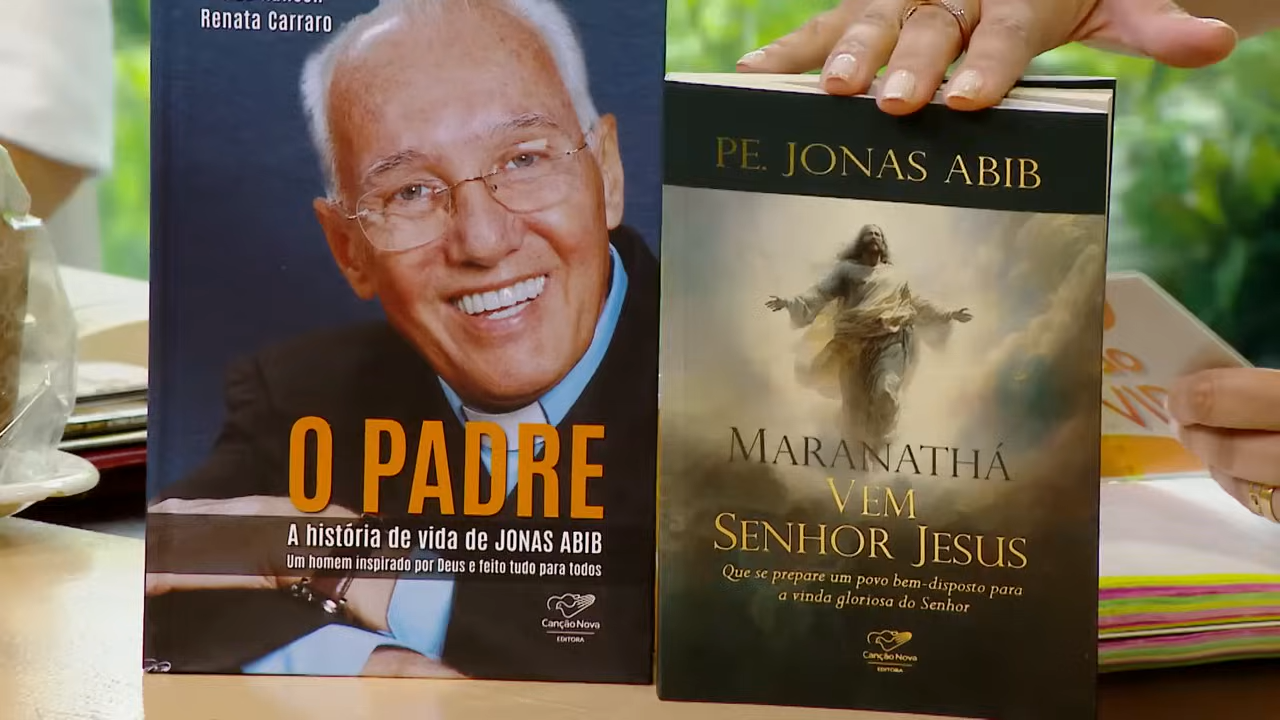 Renata Carraro
O PADRE
A história de vida de JONAS ABIB
Um homem inspirado por Deus e feito tudo para todos
Canção Nova
EDITORA
PE. JONAS ABIB
MARANATHÁ
VEM
SENHOR JESUS
Que se prepare um povo bem-disposto para
a vinda gloriosa do Senhor
Canção Nova
EDITORA